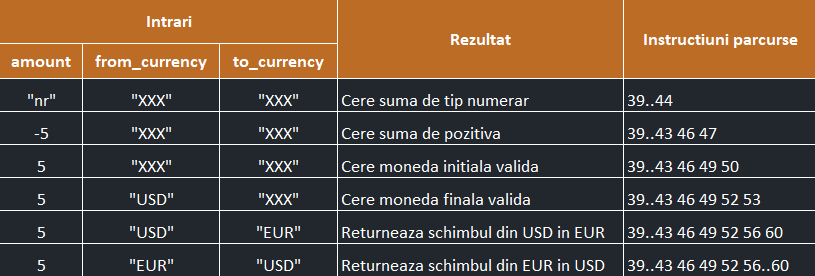 Intrari Rezultat Instructiuni parcurse
amount from_currency to_currency
"nr" "XXX" "XXX" Cere suma de tip numerar 39..44
-5 "XXX" "XXX" Cere suma de pozitiva 39..43 46 47
5 "XXX" "XXX" Cere moneda initiala valida 39..43 46 49 50
5 "USD" "XXX" Cere moneda finala valida 39..43 46 49 52 53
5 "USD" "EUR" Returneaza schimbul din USD in EUR 39..43 46 49 52 56 60
5 "EUR" "USD" Returneaza schimbul din EUR in USD 39..43 46 49 52 56..60